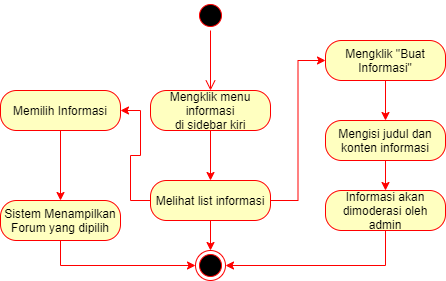 Mengklik menu
informasi
di sidebar kiri
Melihat list informasi
Memilih Informasi
Sistem Menampilkan
Forum yang dipilih
Mengklik "Buat
Informasi"
Mengisi judul dan
konten informasi
Informasi akan
dimoderasi oleh
admin